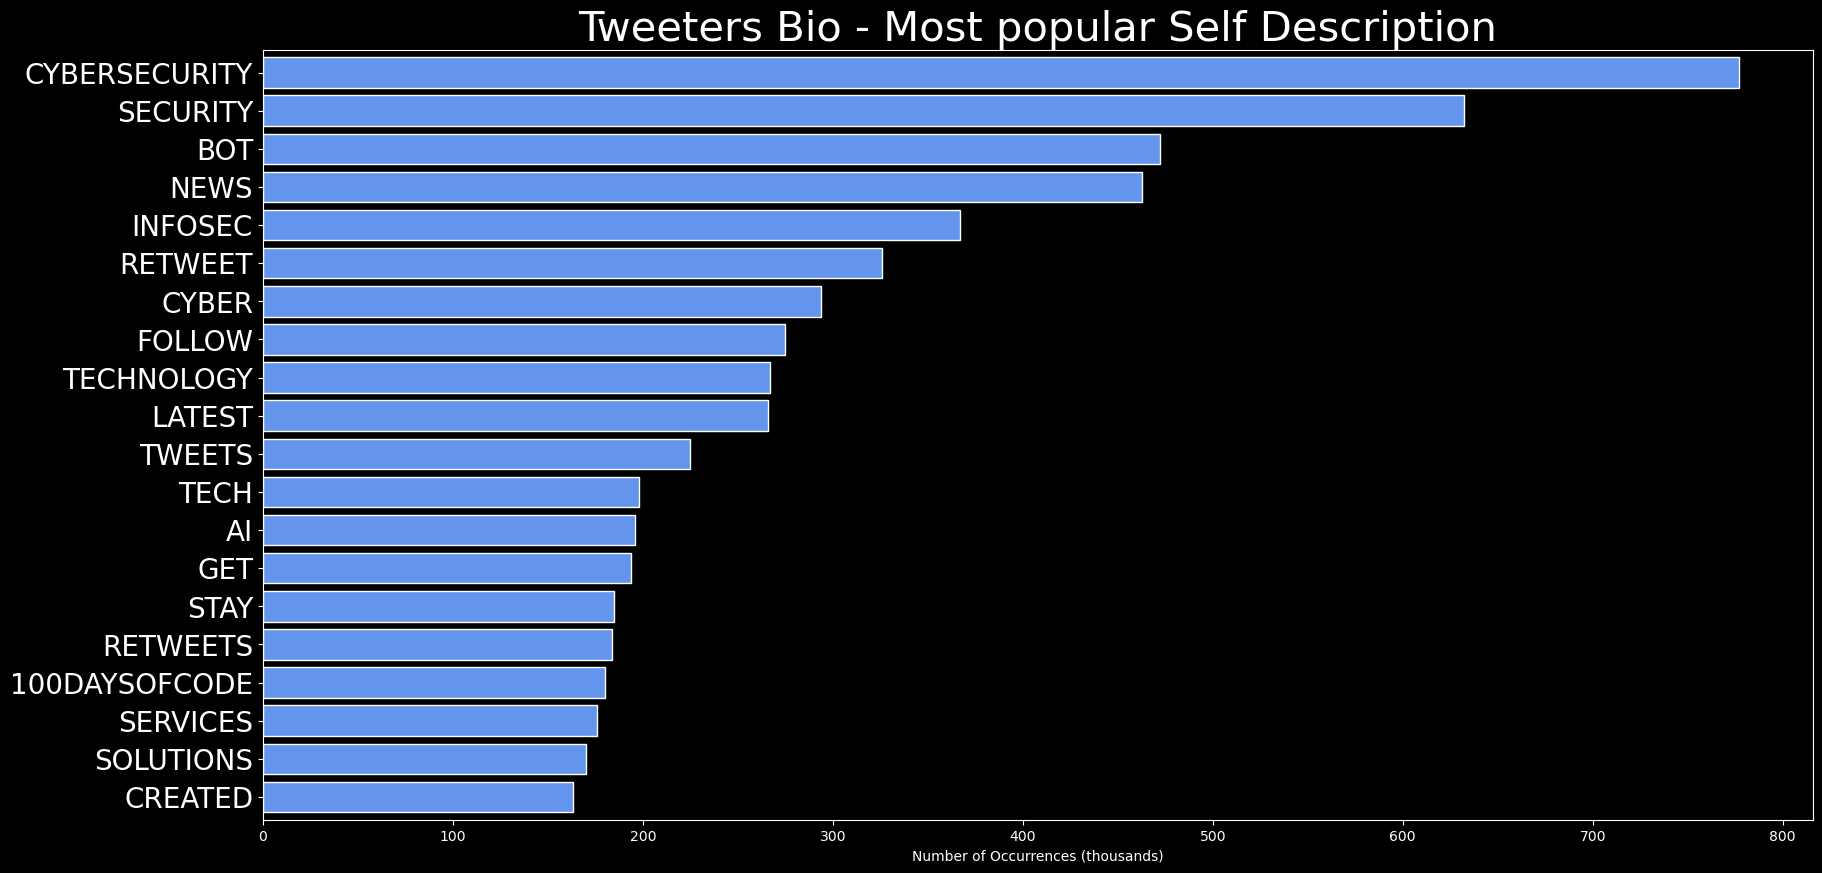 Tweeters Bio - Most popular Self Description
CYBERSECURITY
SECURITY
BOT
NEWS
INFOSEC
RETWEET
CYBER
FOLLOW
TECHNOLOGY
LATEST
TWEETS
TECH
AI
GET
STAY
RETWEETS
100DAYSOFCODE
SERVICES
SOLUTIONS
CREATED
0 100 200 300 400 500 600 700 800
Number of Occurrences (thousands)